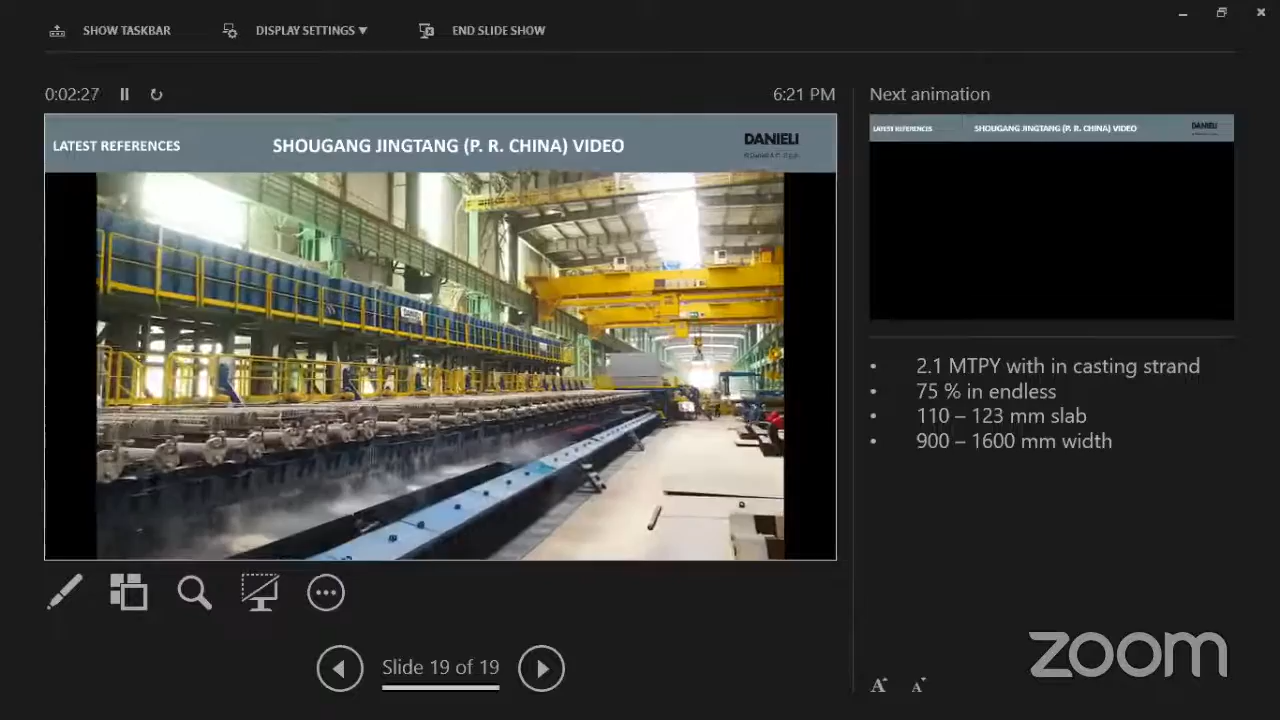 SHOW TASKBAR
DISPLAY SETTINGS ▼
END SLIDE SHOW
0:02:27
6:21 PM
LATEST REFERENCES
SHOUGANG JINGTANG (P. R. CHINA) VIDEO
DANIELI
DANIELI
Slide 19 of 19
Next animation
LATEST REFERENCES
SHOUGANG JINGTANG (P. R. CHINA) VIDEO
DANIELI
• 2.1 MTPY with in casting strand
• 75 % in endless
• 110 – 123 mm slab
• 900 – 1600 mm width
A A
zoom